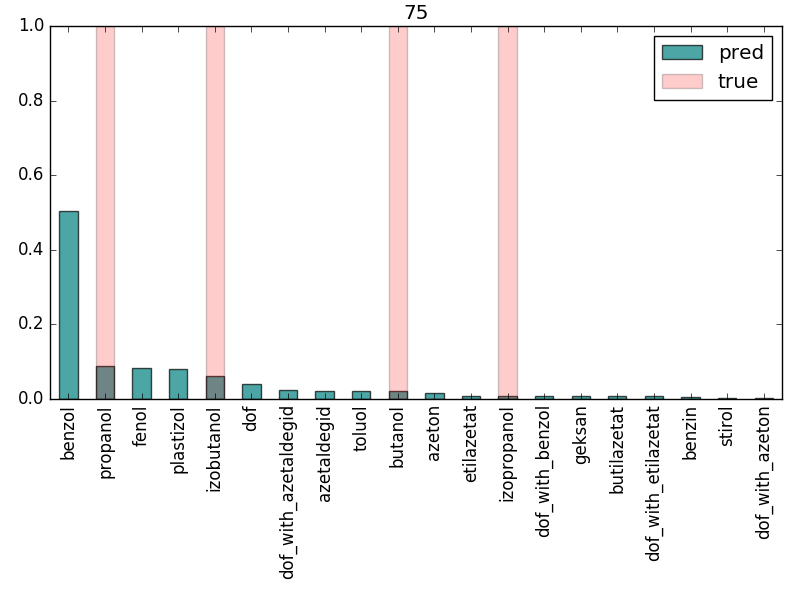 75
1.0
0.8
0.6
0.4
0.2
0.0
pred
true
benzol
propanol
fenol
plastizol
izobutanol
dof
dof_with_azetaldegid
azetaldegid
toluol
butanol
azeton
etilazetat
izopropanol
dof_with_benzol
geksan
butilazetat
dof_with_etilazetat
benzin
stirol
dof_with_azeton